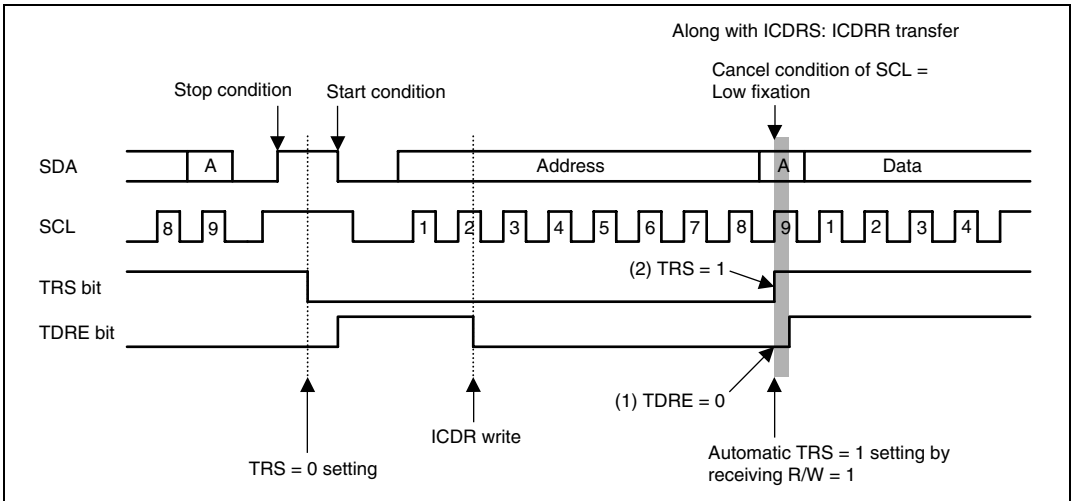 Along with ICDRS: ICDRR transfer
Cancel condition of SCL =
Low fixation
Stop condition
Start condition
SDA
A
Address
A
Data
SCL
8 9 1 2 3 4 5 6 7 8 9 1 2 3 4
(2) TRS = 1
TRS bit
TDRE bit
(1) TDRE = 0
ICDR write
TRS = 0 setting
Automatic TRS = 1 setting by
receiving R/W = 1